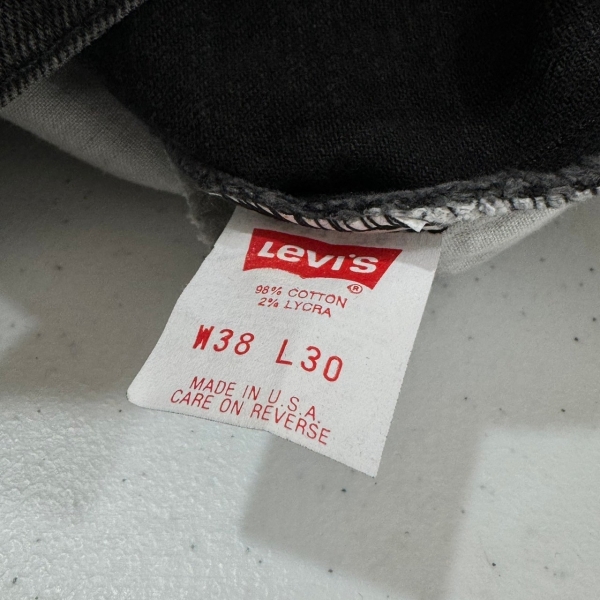 Levi's ®
98% COTTON
2% LYCRA
W38 L30
MADE IN U.S.A.
CARE ON REVERSE